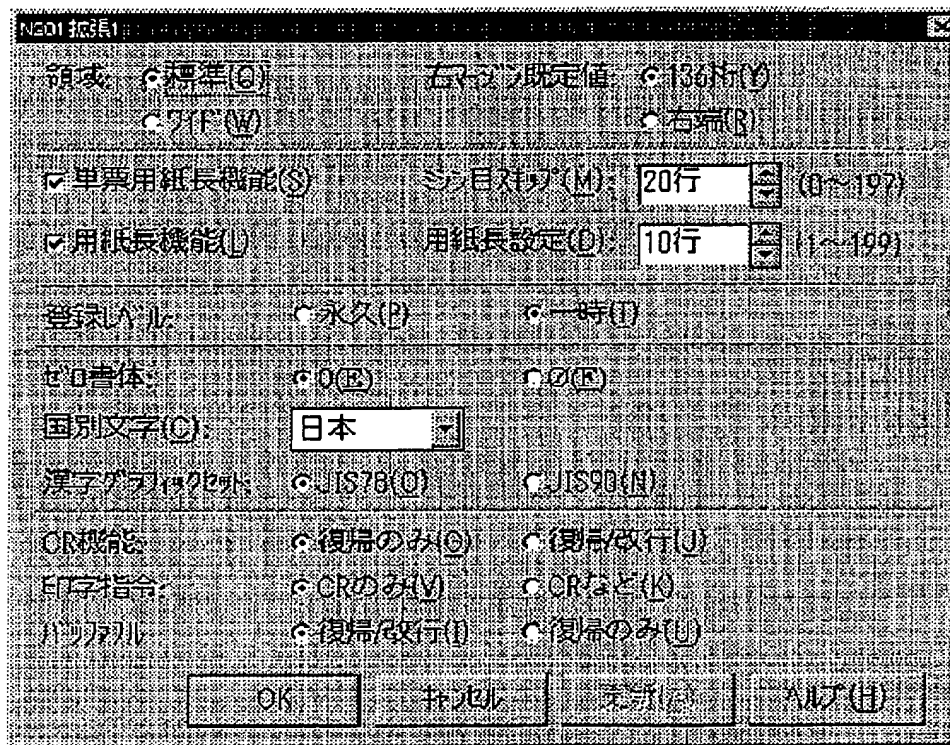 N201拡張1
領域: 標準(Q) 右マージン既定値: 136桁(Y)
ワイド(W) 右端(R)
単票用紙長機能(S) ミシン目スキップ(M): 20行 (0～197)
用紙長機能(L) 用紙長設定(D): 10行 (1～199)
登録レベル: 永久(P) 一時(T)
ゼロ書体: 0(E) Ø(F)
国別文字(C): 日本
漢字グラフィックセット: JIS78(O) JIS90(N)
CR機能: 復帰のみ(G) 復帰/改行(J)
印字指令: CRのみ(V) CRなど(K)
バッファフル 復帰/改行(I) 復帰のみ(U)
OK キャンセル ヘルプ(H)